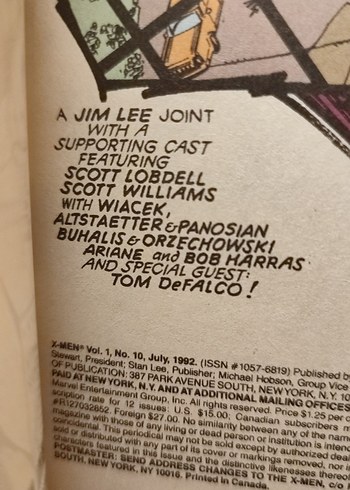 A JIM LEE JOINT
WITH A
SUPPORTING CAST
FEATURING
SCOTT LOBDELL
SCOTT WILLIAMS
WITH WIACEK,
ALTSTAETTER & PANOSIAN
BUHALIS & ORZECHOWSKI
ARIANE AND BOB HARRAS
AND SPECIAL GUEST:
TOM DeFALCO!
X-MEN® Vol. 1, No. 10, July, 1992. (ISSN #1057-6819) Published by
Stewart, President; Stan Lee, Publisher; Michael Hobson, Group Vice
OF PUBLICATION: 387 PARK AVENUE SOUTH, NEW YORK, N.Y. 10
PAID AT NEW YORK, N.Y. AND AT ADDITIONAL MAILING OFFICES
Marvel Entertainment Group, Inc. All rights reserved. Price $1.25 per c
scription rate for 12 issues: U.S. $15.00; Canadian subscribers m
#R127032852. Foreign $27.00. No similarity between any of the name
magazine with those of any living or dead person or institution is intend
coincidental. This periodical may not be sold except by authorized deal
sold or distributed with any part of its cover or markings removed, nor i
characters featured in this issue and the distinctive likenesses thereof
POSTMASTER: SEND ADDRESS CHANGES TO THE X-MEN, c/o
SOUTH, NEW YORK, NY 10016. Printed in Canada.